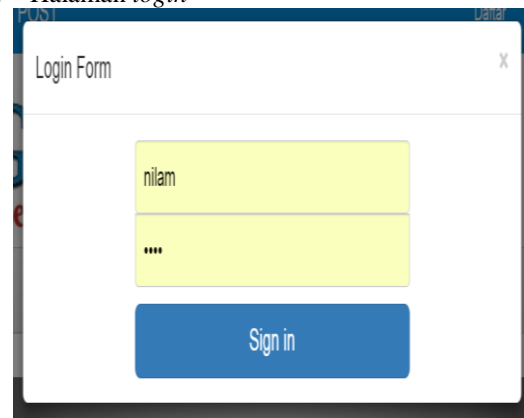 Halaman login
POST Daftar
Login Form x
nilam
••••
Sign in